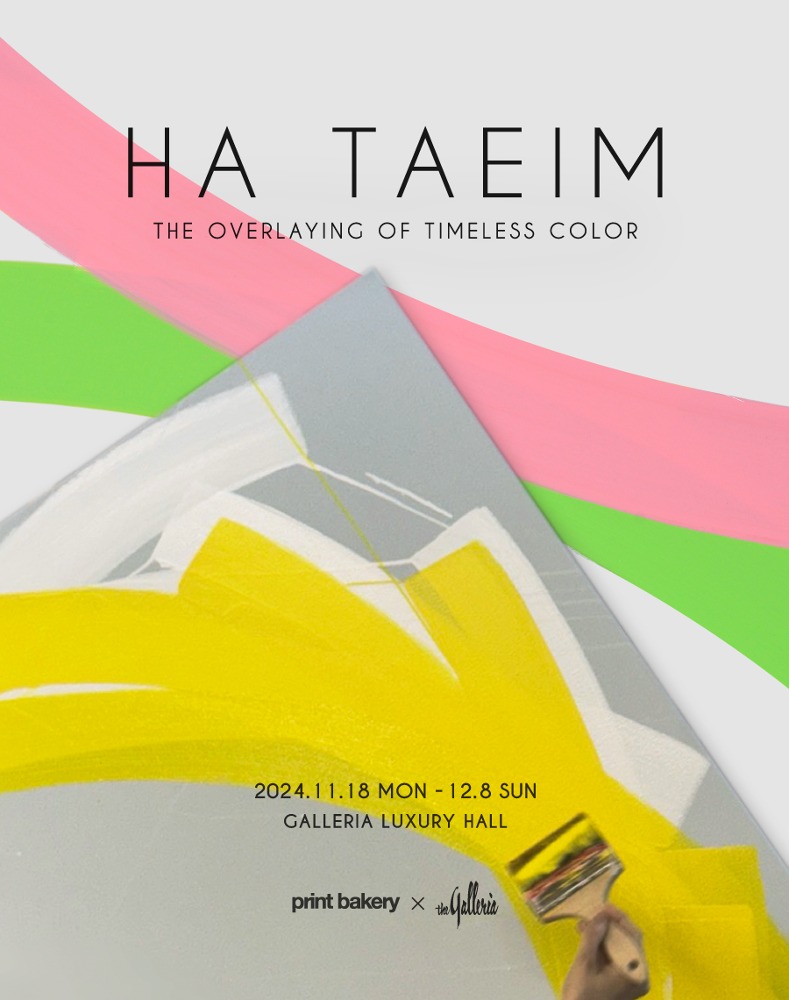 HA TAEIM
THE OVERLAYING OF TIMELESS COLOR
2024.11.18 MON - 12.8 SUN
GALLERIA LUXURY HALL
print bakery × the Galleria